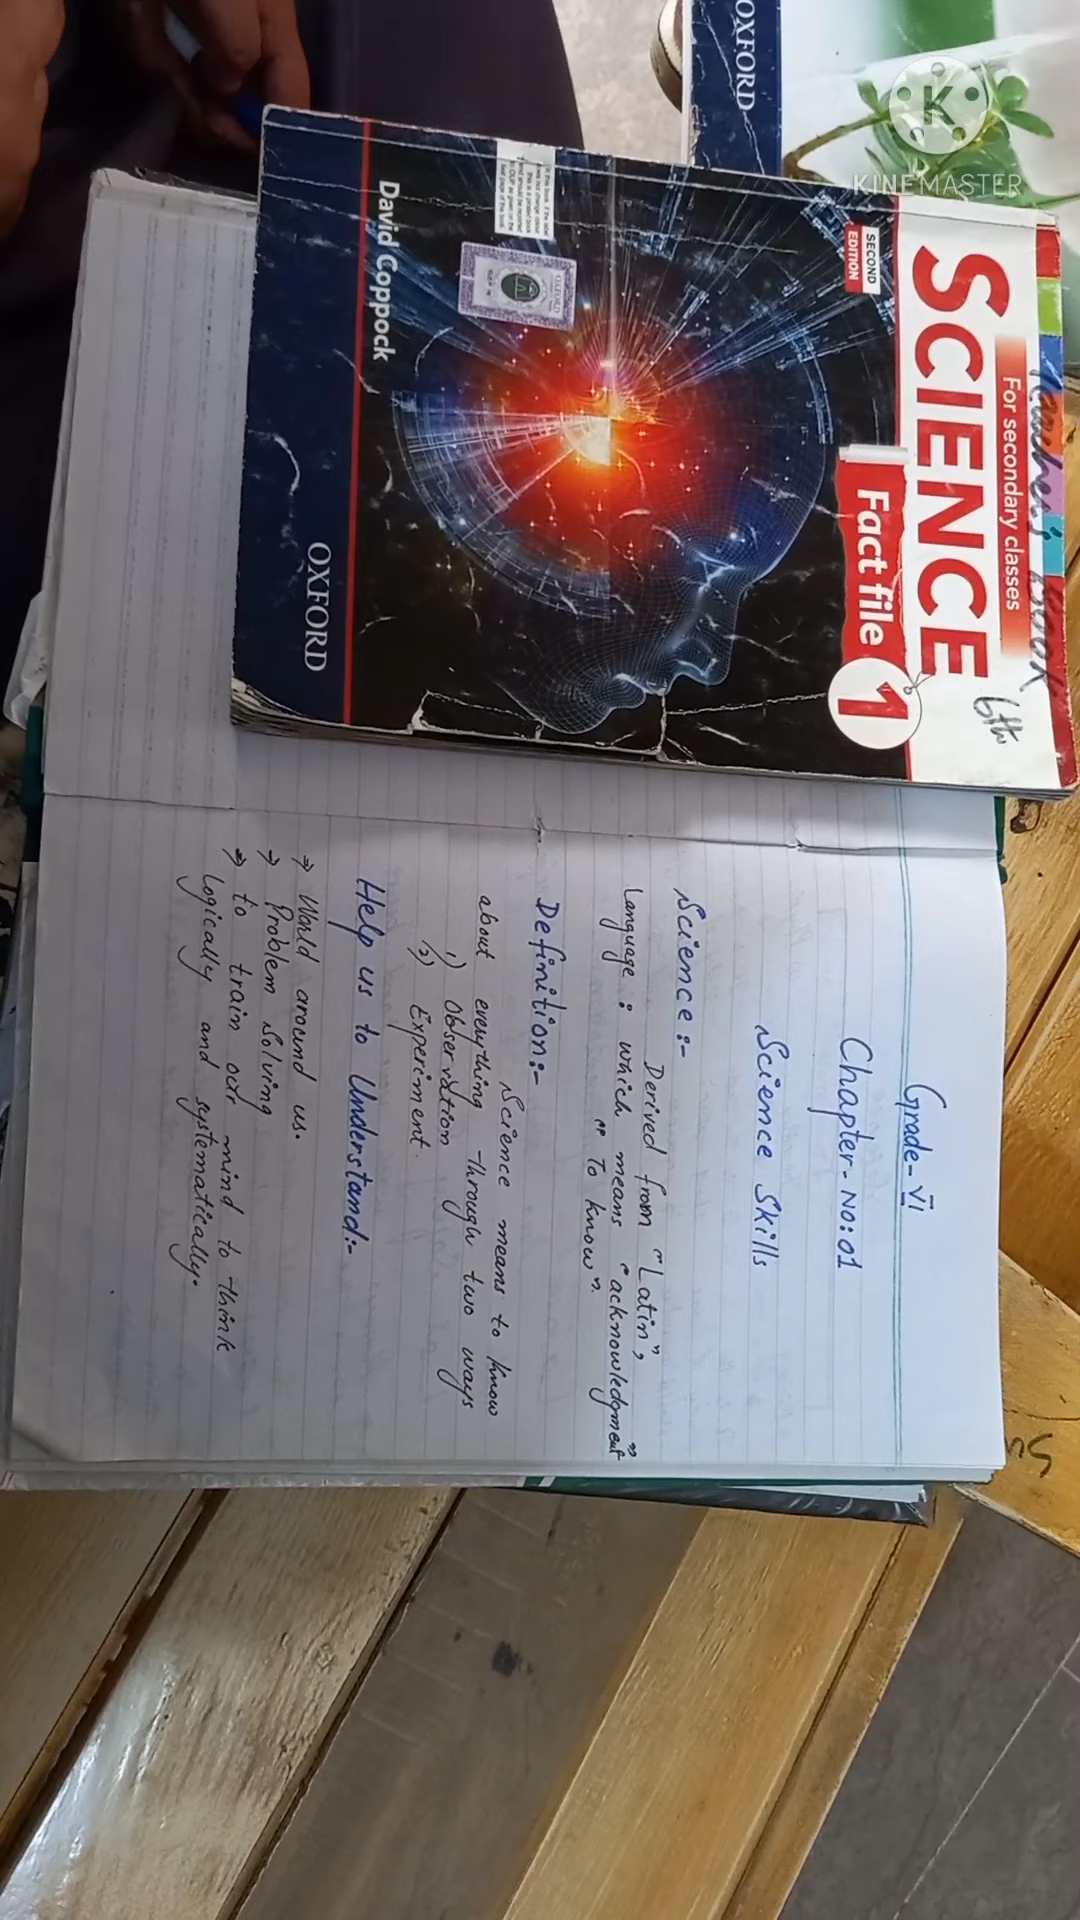 KINEMASTER
OXFORD
Teacher's book
6th
For secondary classes
SCIENCE
Fact file
1
SECOND
EDITION
David Coppock
OXFORD
Grade-VI
Chapter-NO:01
Science Skills
Science:-
Derived from "Latin",
Language : which means "acknowledgment"
"To know".
Definition:-
Science means to know
about everything through two ways
1) Observation
2) Experiment.
Help us to Understand:-
→ World around us.
→ Problem Solving
→ to train our mind to think
logically and systematically.